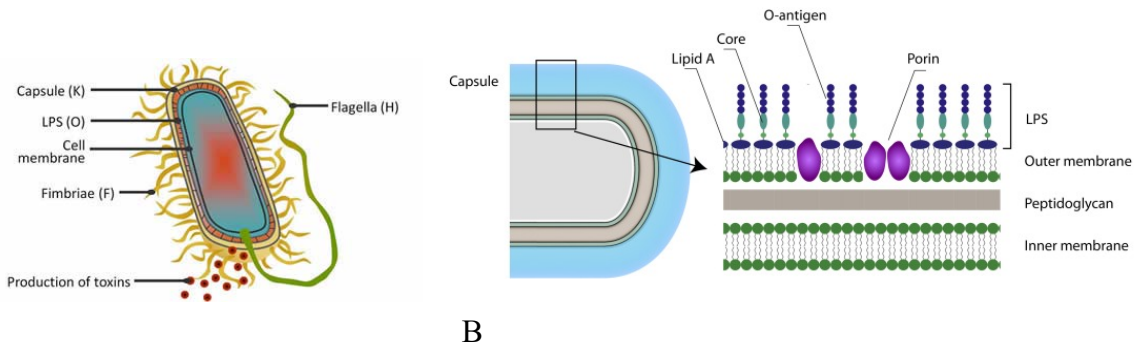 Capsule (K)
LPS (O)
Cell
membrane
Fimbriae (F)
Production of toxins
Flagella (H)
Capsule
Lipid A
Core
O-antigen
Porin
LPS
Outer membrane
Peptidoglycan
Inner membrane
B